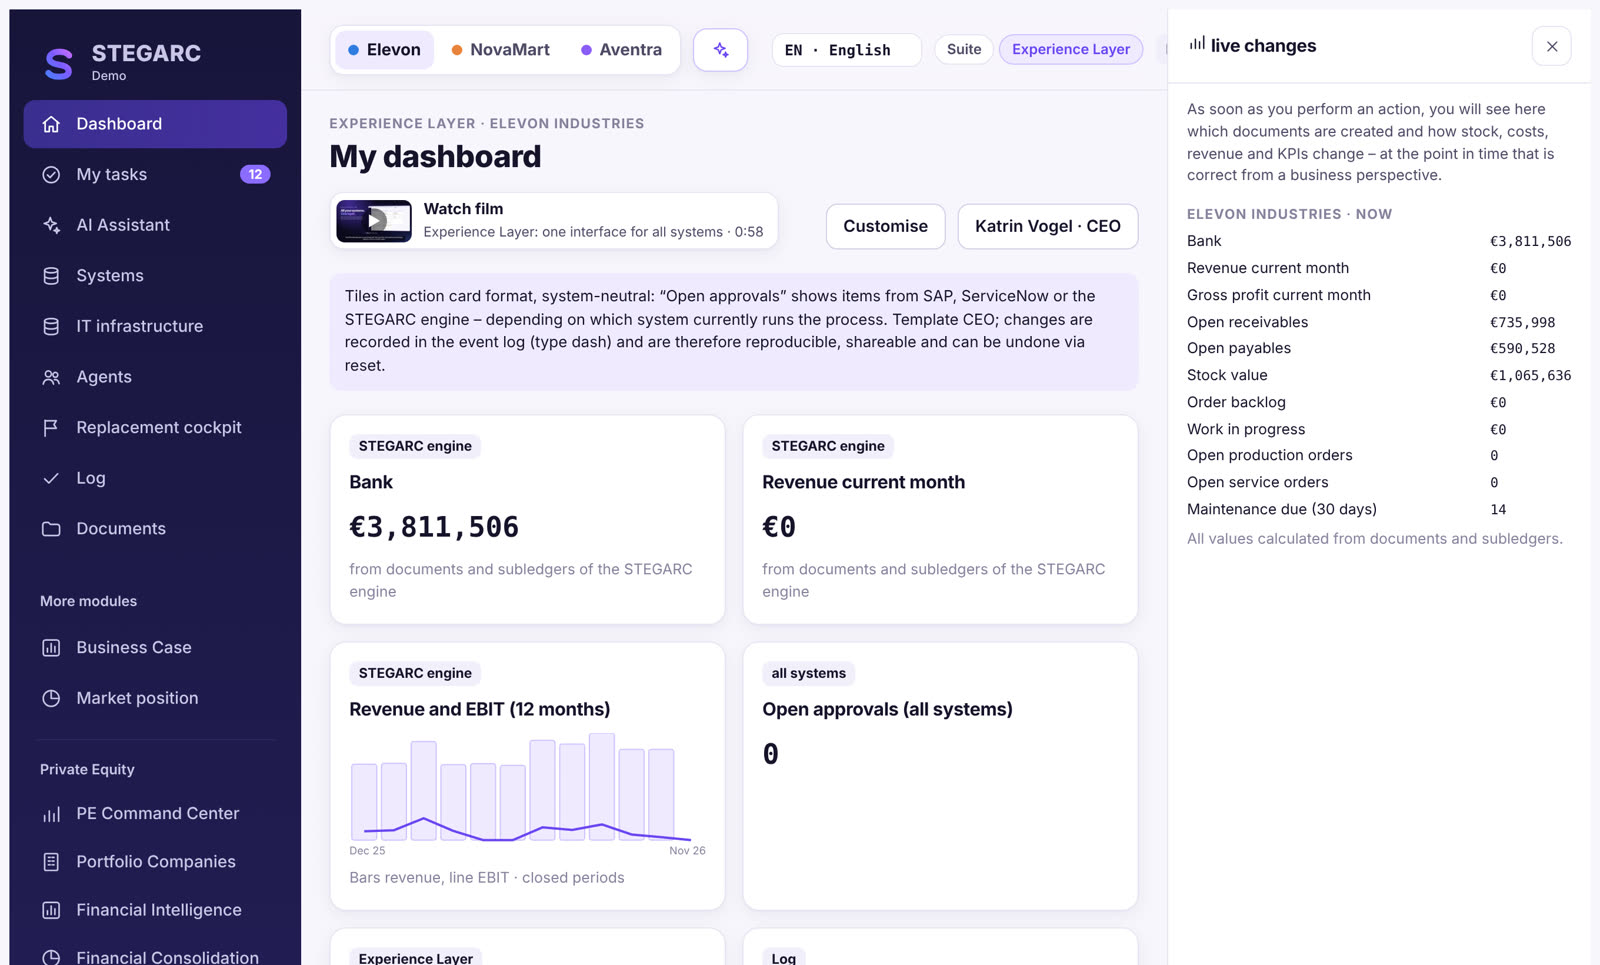 STEGARC
Demo
Dashboard
My tasks
12
AI Assistant
Systems
IT infrastructure
Agents
Replacement cockpit
Log
Documents
More modules
Business Case
Market position
Private Equity
PE Command Center
Portfolio Companies
Financial Intelligence
Financial Consolidation
Elevon
NovaMart
Aventra
EN · English
Suite
Experience Layer
EXPERIENCE LAYER · ELEVON INDUSTRIES
My dashboard
Watch film
Experience Layer: one interface for all systems · 0:58
Customise
Katrin Vogel · CEO
Tiles in action card format, system-neutral: “Open approvals” shows items from SAP, ServiceNow or the
STEGARC engine – depending on which system currently runs the process. Template CEO; changes are
recorded in the event log (type dash) and are therefore reproducible, shareable and can be undone via
reset.
STEGARC engine
Bank
€3,811,506
from documents and subledgers of the STEGARC
engine
STEGARC engine
Revenue current month
€0
from documents and subledgers of the STEGARC
engine
STEGARC engine
Revenue and EBIT (12 months)
Dec 25
Nov 26
Bars revenue, line EBIT · closed periods
all systems
Open approvals (all systems)
0
Experience Layer
Log
live changes
As soon as you perform an action, you will see here
which documents are created and how stock, costs,
revenue and KPIs change – at the point in time that is
correct from a business perspective.
ELEVON INDUSTRIES · NOW
Bank €3,811,506
Revenue current month €0
Gross profit current month €0
Open receivables €735,998
Open payables €590,528
Stock value €1,065,636
Order backlog €0
Work in progress €0
Open production orders 0
Open service orders 0
Maintenance due (30 days) 14
All values calculated from documents and subledgers.